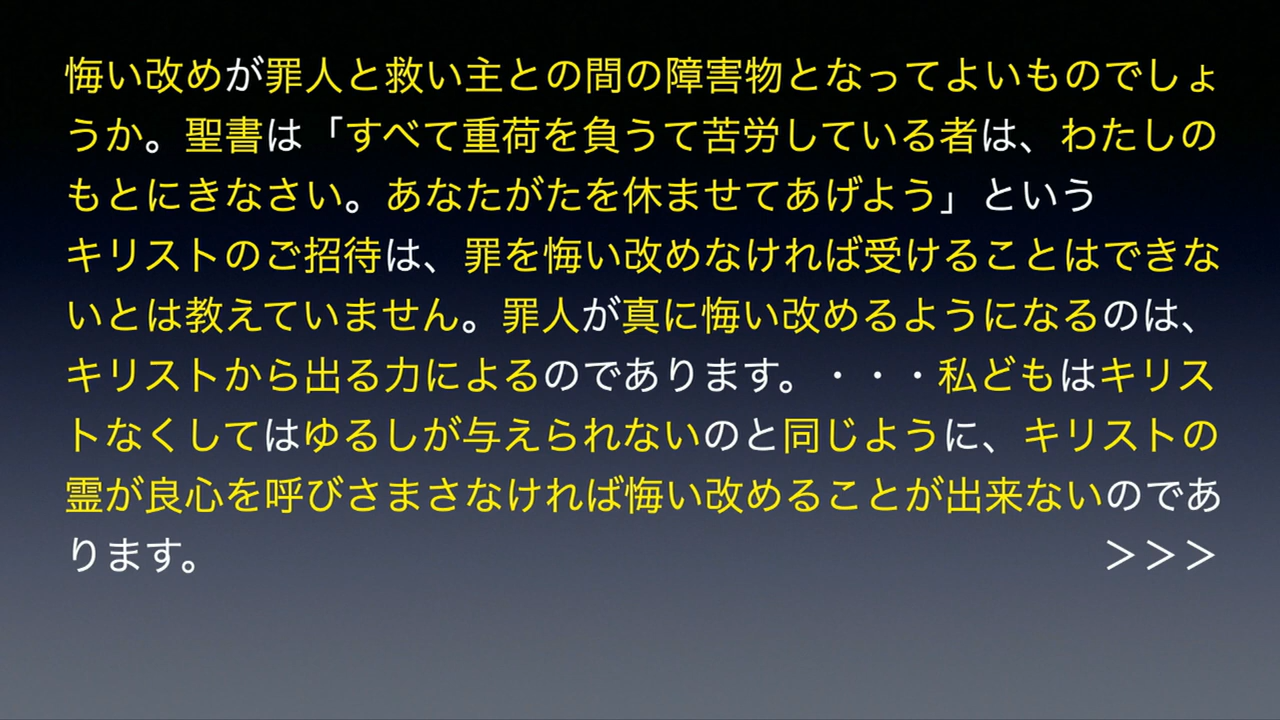 悔い改めが罪人と救い主との間の障害物となってよいものでしょ
うか。聖書は「すべて重荷を負うて苦労している者は、わたしの
もとにきなさい。あなたがたを休ませてあげよう」という
キリストのご招待は、罪を悔い改めなければ受けることはできな
いとは教えていません。罪人が真に悔い改めるようになるのは、
キリストから出る力によるのであります。・・・私どもはキリス
トなくしてはゆるしが与えられないのと同じように、キリストの
霊が良心を呼びさまさなければ悔い改めることが出来ないのであ
ります。 >>>